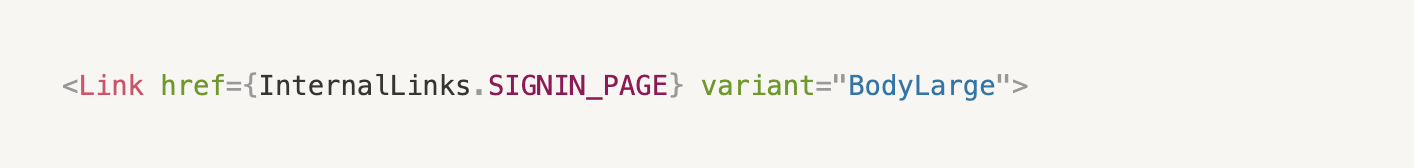 <Link href={InternalLinks.SIGNIN_PAGE} variant="BodyLarge">